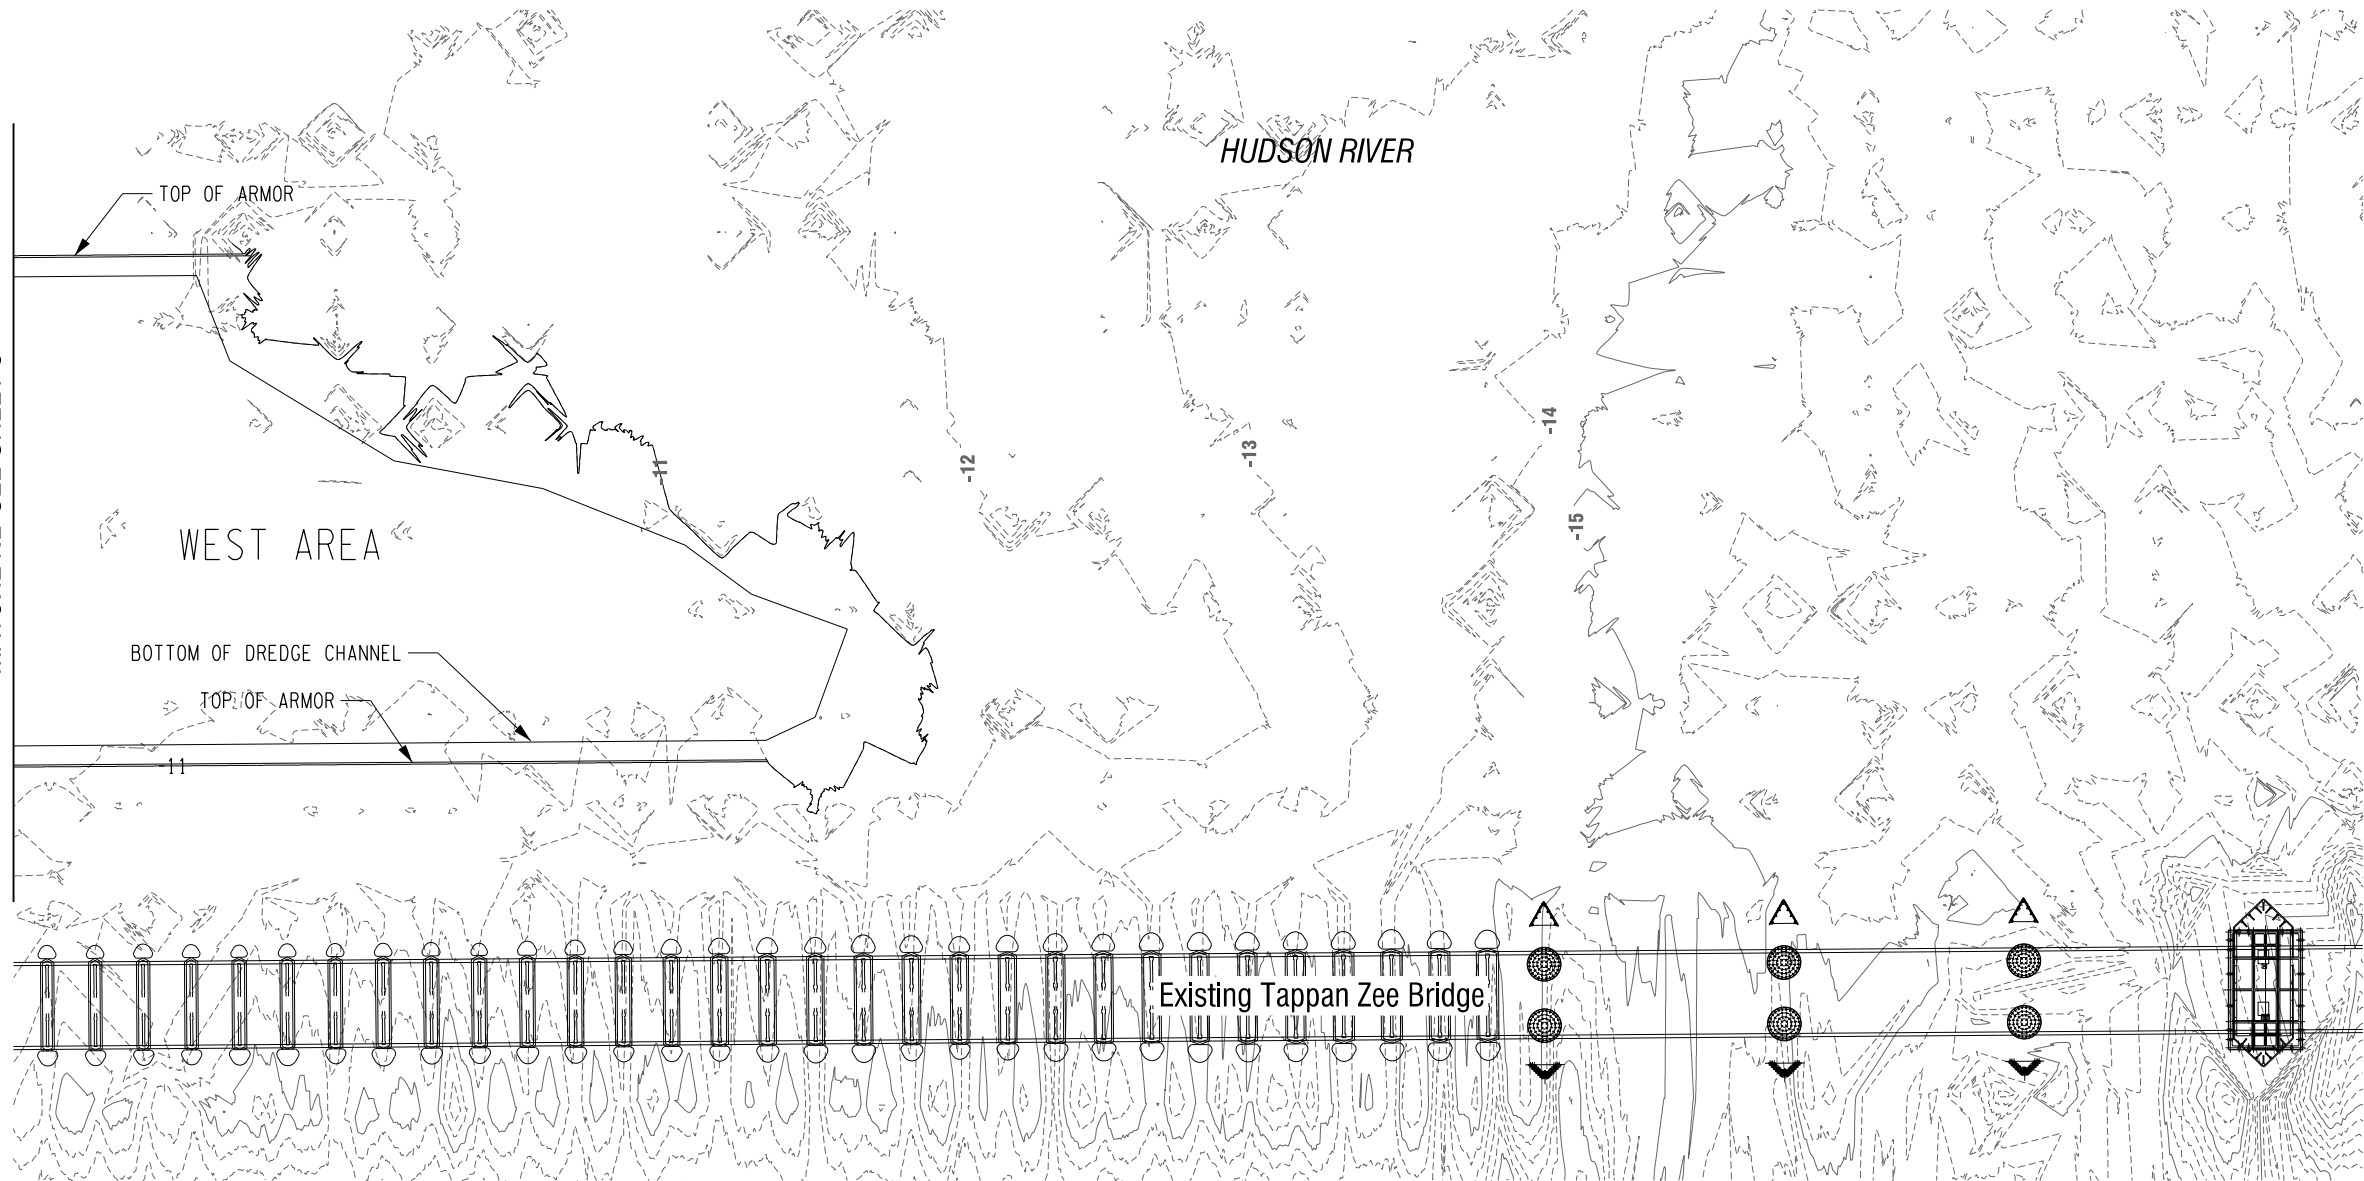 HUDSON RIVER
TOP OF ARMOR
-14
-13
-12
-11
-15
WEST AREA
BOTTOM OF DREDGE CHANNEL
TOP OF ARMOR
-11
Existing Tappan Zee Bridge